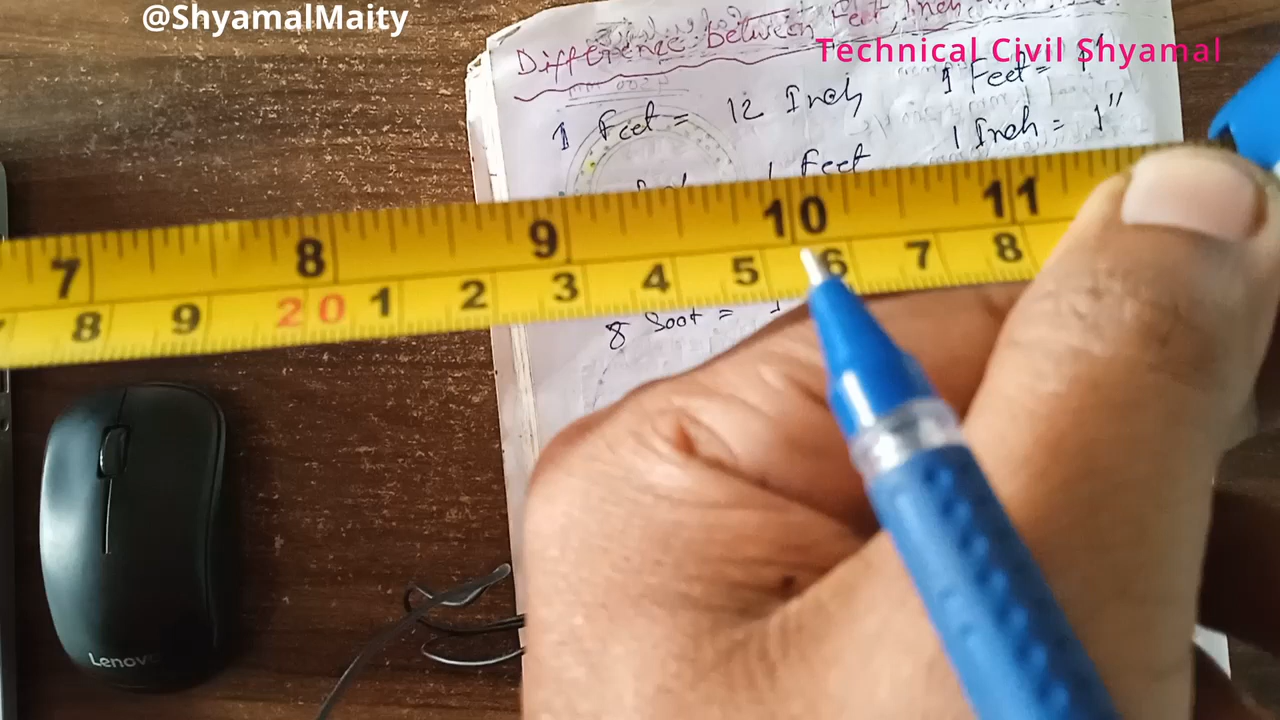 @ShyamalMaity
Difference between Feet, Inch
Technical Civil Shyamal
1 Feet = 12 Inch
1 Feet = 1'
1 Inch = 1"
1 Feet
7 8 9 10 11
8 9 20 1 2 3 4 5 6 7 8
8 Soot =
Lenovo